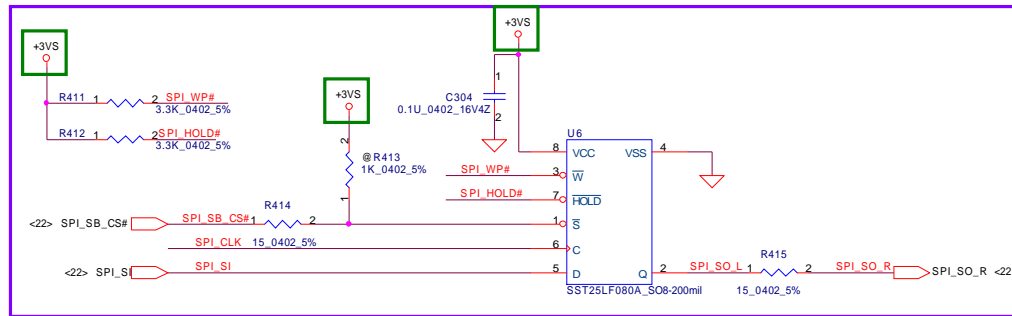 +3VS
+3VS
+3VS
R411 1 2 SPI_WP#
3.3K_0402_5%
R412 1 2 SPI_HOLD#
3.3K_0402_5%
C304
0.1U_0402_16V4Z
1
2
2
@R413
1K_0402_5%
1
U6
8 VCC VSS 4
SPI_WP# 3 W
SPI_HOLD# 7 HOLD
<22> SPI_SB_CS# SPI_SB_CS# 1 R414 2 1 S
15_0402_5%
SPI_CLK 6 C
<22> SPI_SI SPI_SI 5 D
Q 2 SPI_SO_L 1 R415 2 SPI_SO_R SPI_SO_R <22
15_0402_5%
SST25LF080A_SO8-200mil